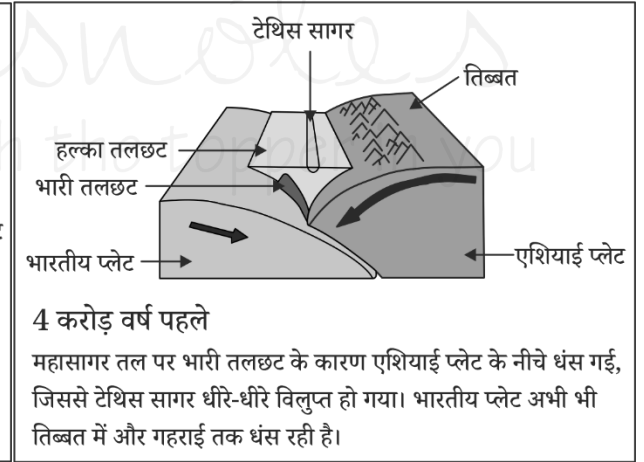 टेथिस सागर
तिब्बत
हल्का तलछट
भारी तलछट
भारतीय प्लेट
एशियाई प्लेट
4 करोड़ वर्ष पहले
महासागर तल पर भारी तलछट के कारण एशियाई प्लेट के नीचे धंस गई,
जिससे टेथिस सागर धीरे-धीरे विलुप्त हो गया। भारतीय प्लेट अभी भी
तिब्बत में और गहराई तक धंस रही है।